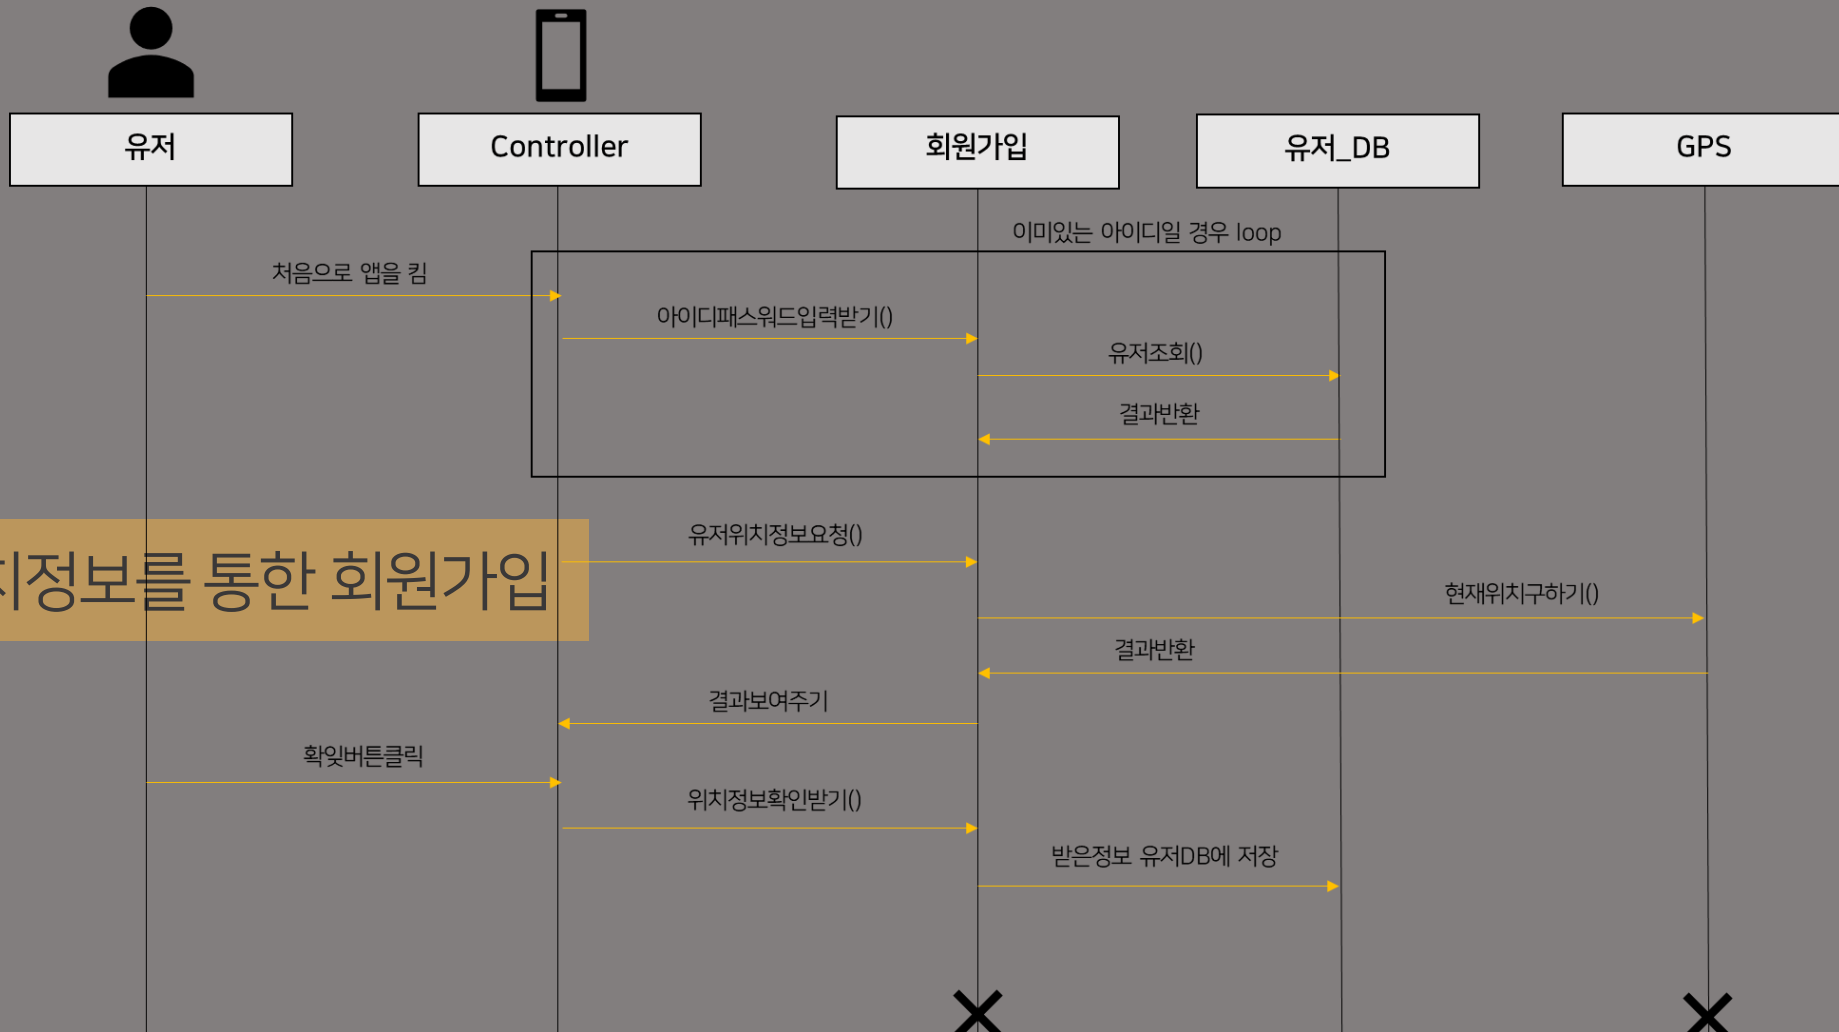 유저
Controller
회원가입
유저_DB
GPS
이미있는 아이디일 경우 loop
처음으로 앱을 킴
아이디패스워드입력받기()
유저조회()
결과반환
유저위치정보요청()
치정보를 통한 회원가입
현재위치구하기()
결과반환
결과보여주기
확잊버튼클릭
위치정보확인받기()
받은정보 유저DB에 저장